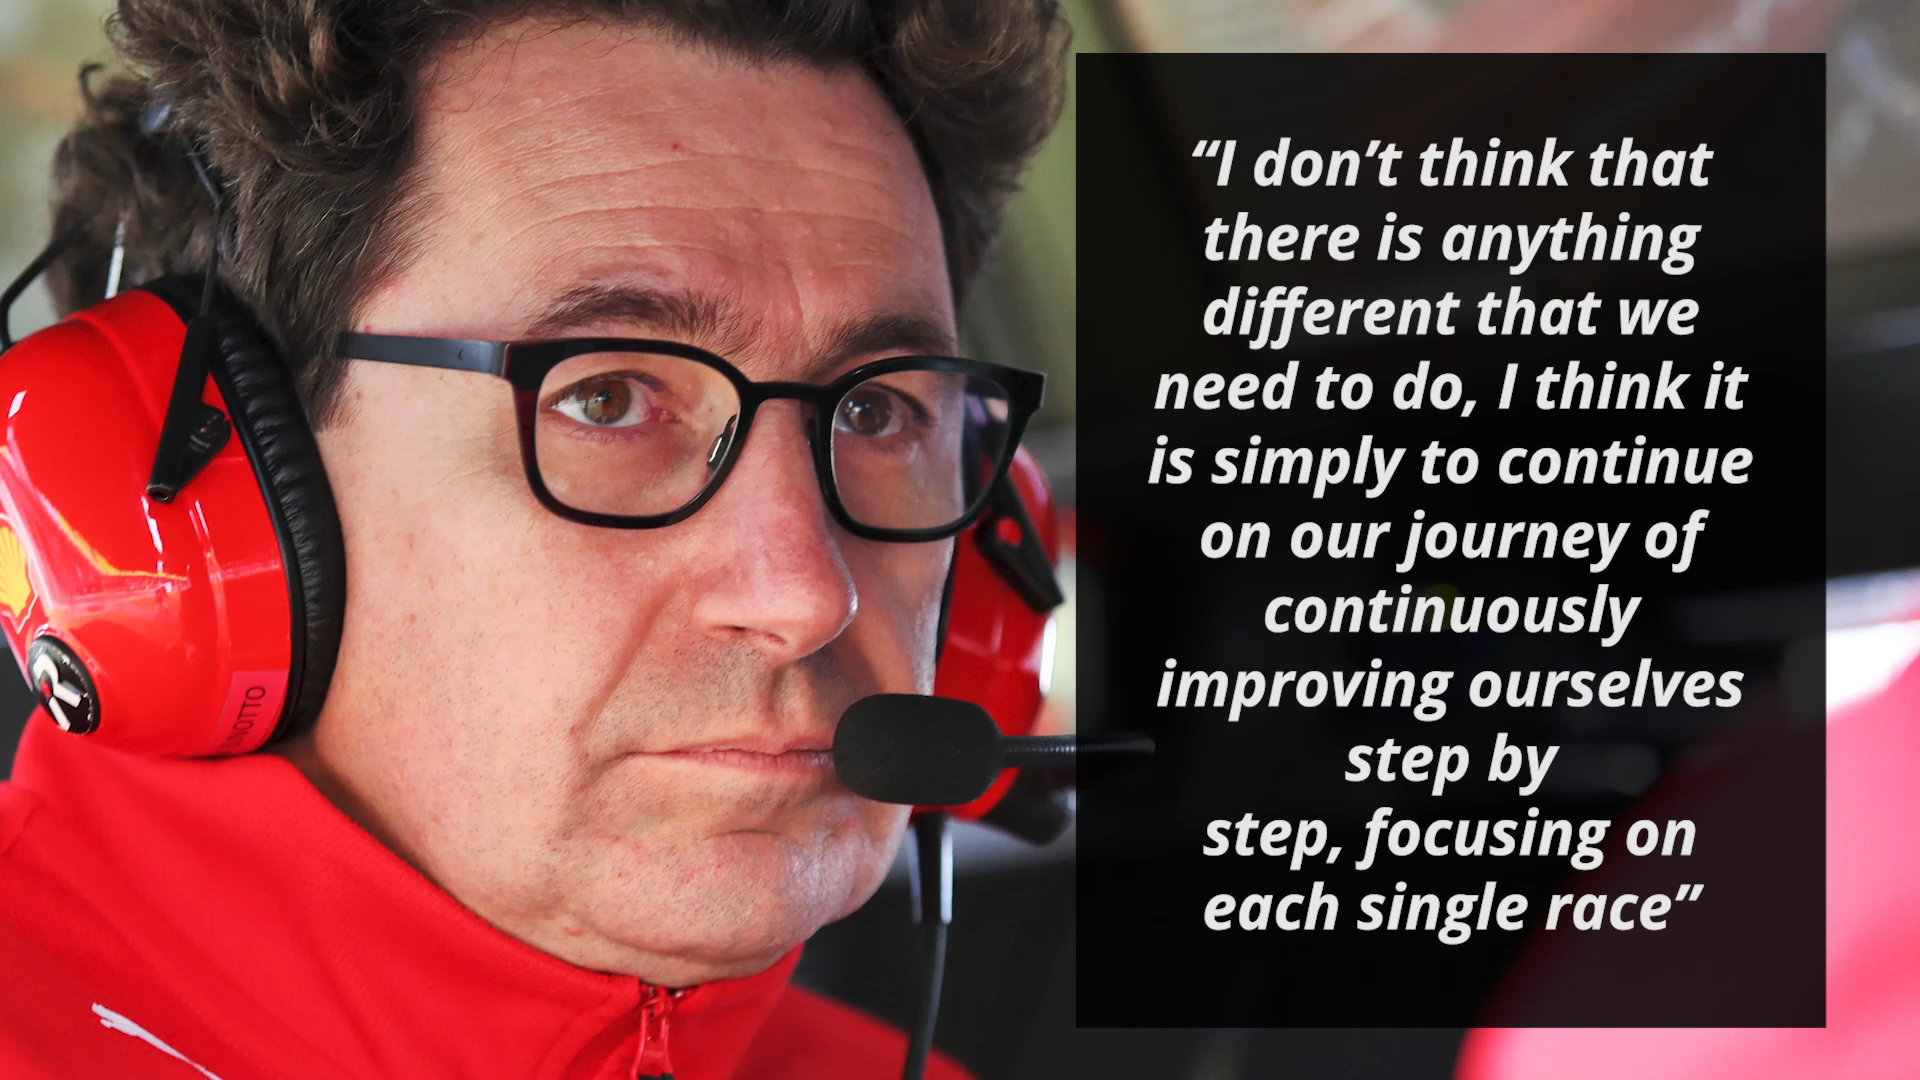 “I don’t think that
there is anything
different that we
need to do, I think it
is simply to continue
on our journey of
continuously
improving ourselves
step by
step, focusing on
each single race”
NOTTO